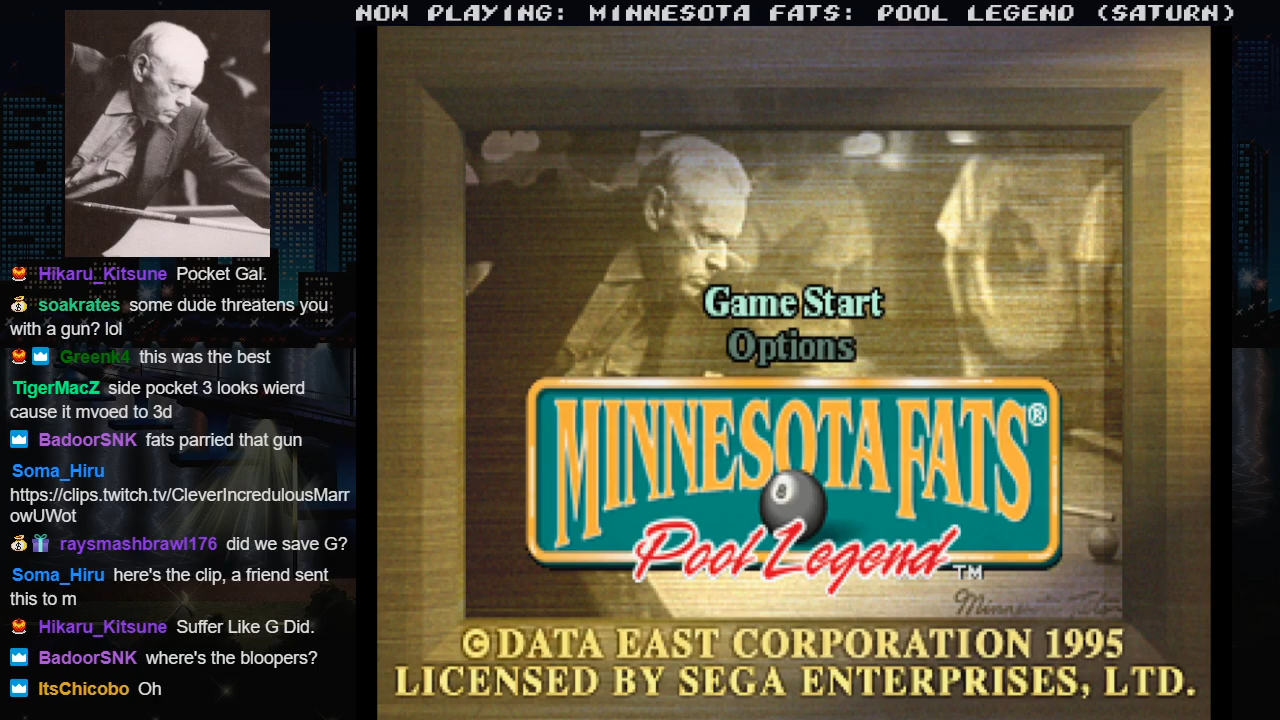 NOW PLAYING: MINNESOTA FATS: POOL LEGEND (SATURN)
Hikaru_Kitsune Pocket Gal.
soakrates some dude threatens you
with a gun? lol
Greenk4 this was the best
TigerMacZ side pocket 3 looks wierd
cause it mvoed to 3d
BadoorSNK fats parried that gun
Soma_Hiru
https://clips.twitch.tv/CleverIncredulousMarr
owUWot
raysmashbrawl176 did we save G?
Soma_Hiru here's the clip, a friend sent
this to m
Hikaru_Kitsune Suffer Like G Did.
BadoorSNK where's the bloopers?
ItsChicobo Oh
Game Start
Options
MINNESOTA FATS®
8
Pool Legend™
©DATA EAST CORPORATION 1995
LICENSED BY SEGA ENTERPRISES, LTD.